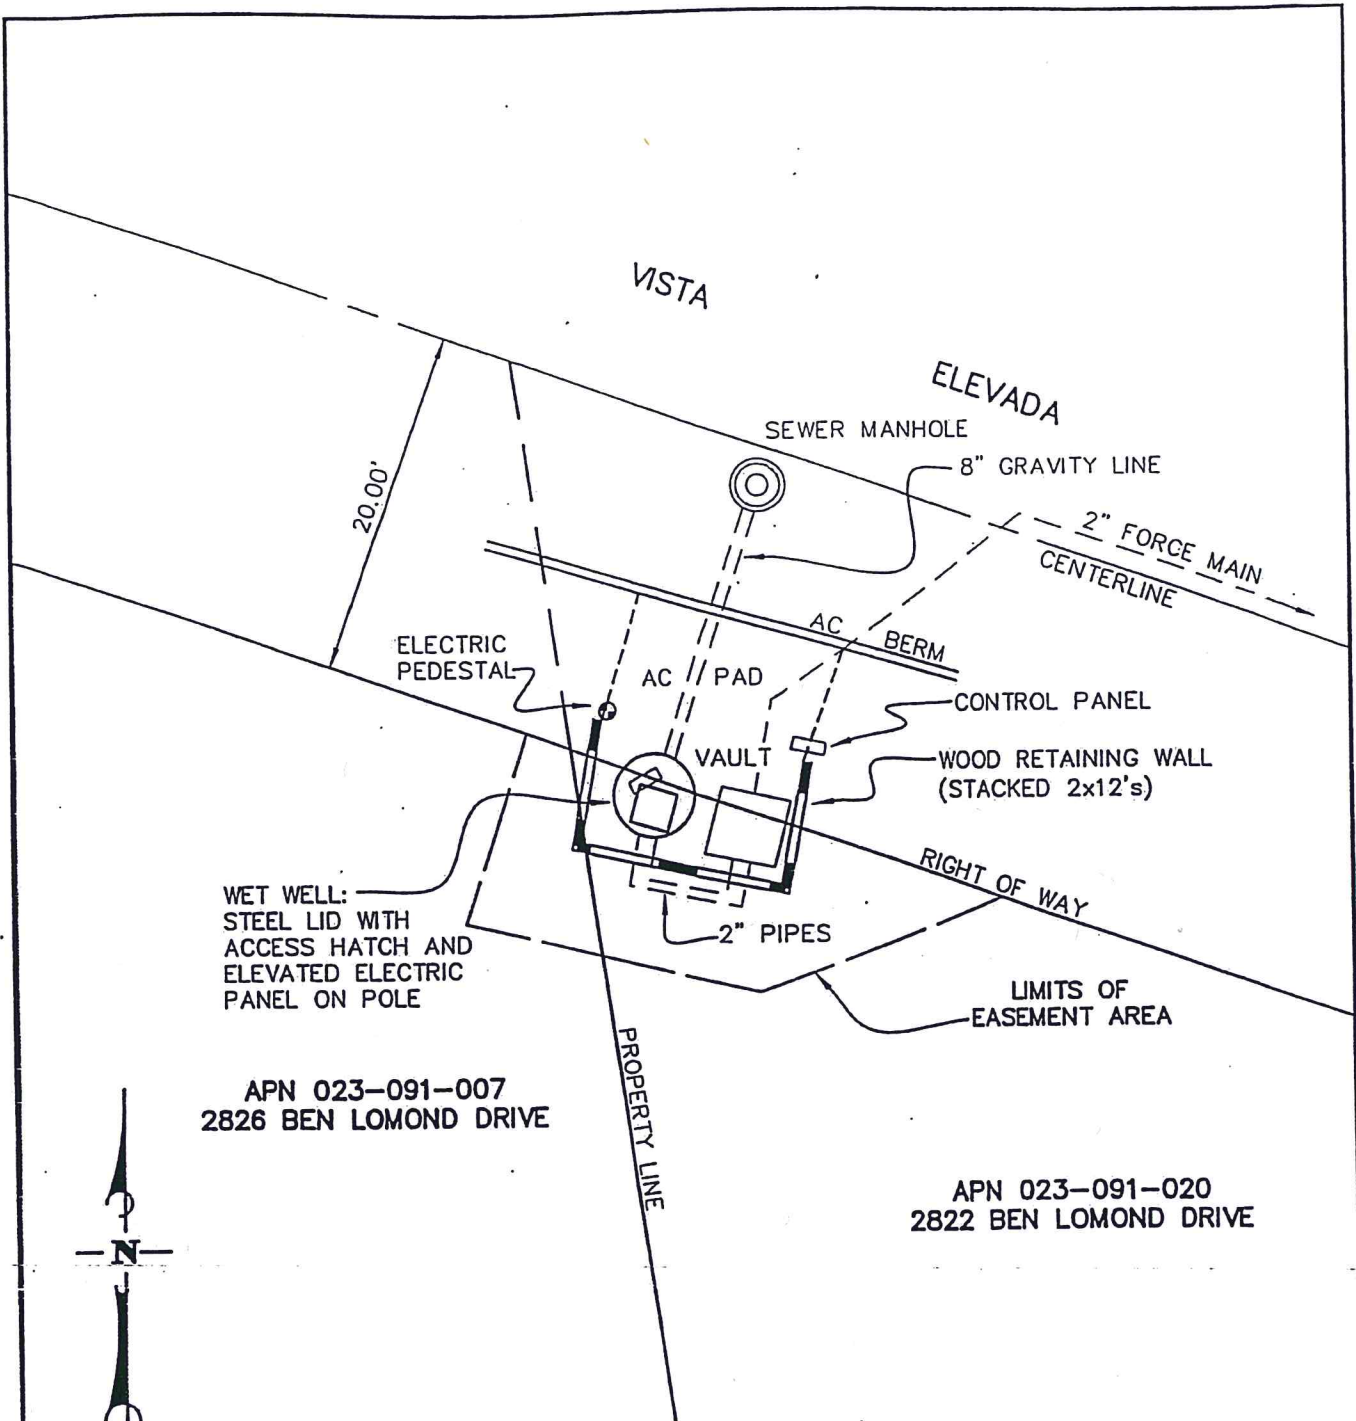 VISTA
ELEVADA
SEWER MANHOLE
8" GRAVITY LINE
20.00'
2" FORCE MAIN
CENTERLINE
AC BERM
ELECTRIC
PEDESTAL
AC PAD
CONTROL PANEL
VAULT
WOOD RETAINING WALL
(STACKED 2x12's)
RIGHT OF WAY
WET WELL:
STEEL LID WITH
ACCESS HATCH AND
ELEVATED ELECTRIC
PANEL ON POLE
2" PIPES
LIMITS OF
EASEMENT AREA
PROPERTY LINE
APN 023-091-007
2826 BEN LOMOND DRIVE
APN 023-091-020
2822 BEN LOMOND DRIVE
N